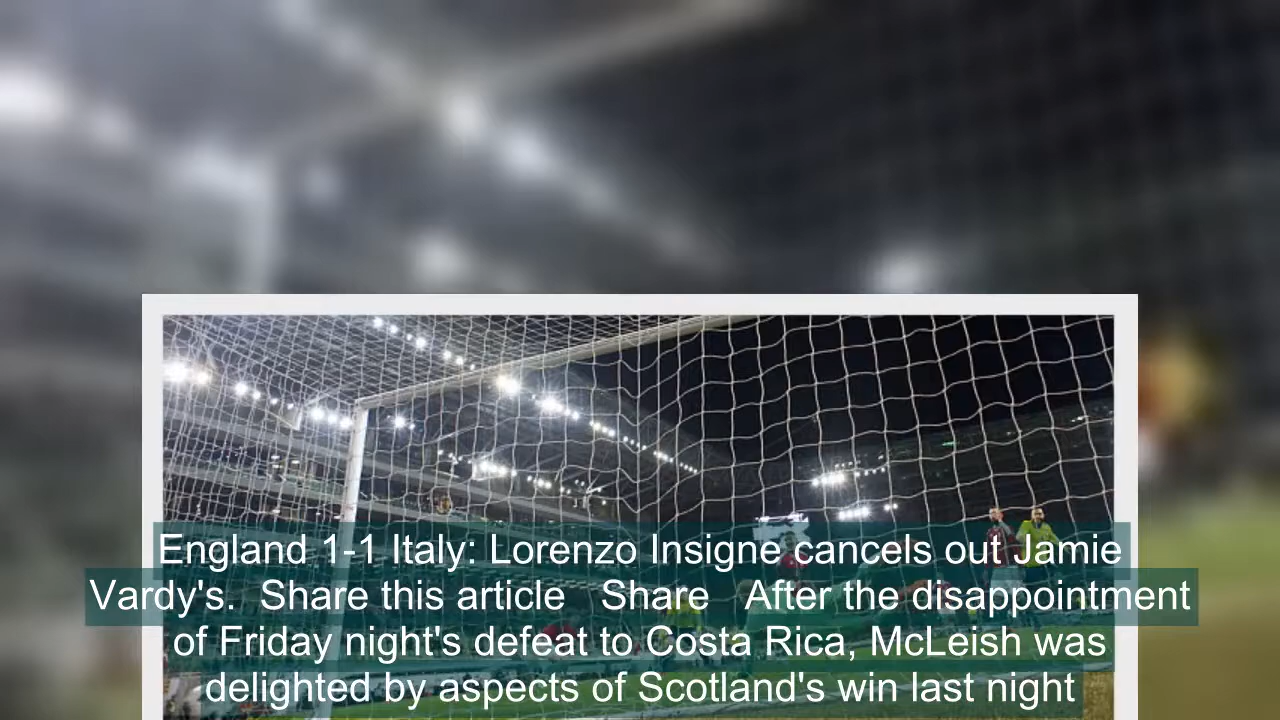 England 1-1 Italy: Lorenzo Insigne cancels out Jamie
Vardy's.  Share this article   Share   After the disappointment
of Friday night's defeat to Costa Rica, McLeish was
delighted by aspects of Scotland's win last night